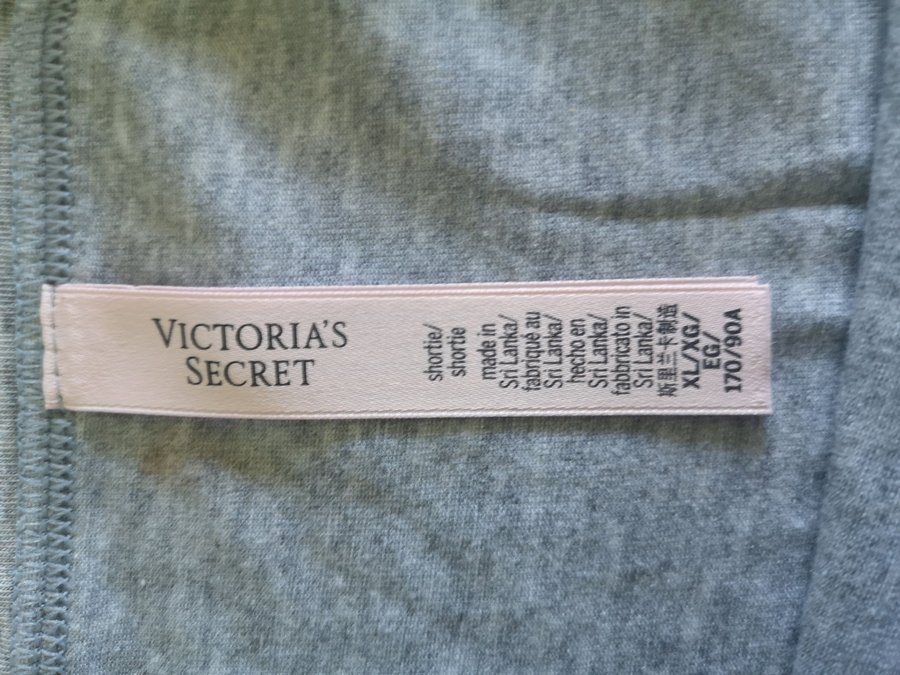 VICTORIA'S
SECRET
shortie/
shortie
made in
Sri Lanka/
fabriqué au
Sri Lanka/
hecho en
Sri Lanka/
fabbricato in
Sri Lanka/
斯里兰卡制造
XL/XG/
EG/
170/90A